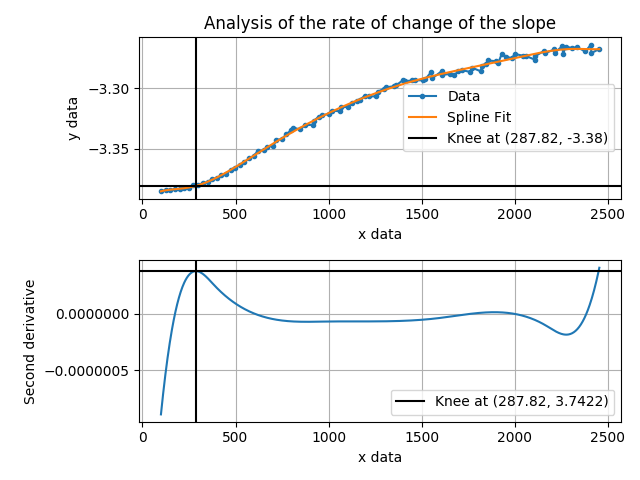 Analysis of the rate of change of the slope
y data
−3.30
−3.35
Data
Spline Fit
Knee at (287.82, -3.38)
0
500
1000
1500
2000
2500
x data
Second derivative
0.0000000
−0.0000005
Knee at (287.82, 3.7422)
0
500
1000
1500
2000
2500
x data